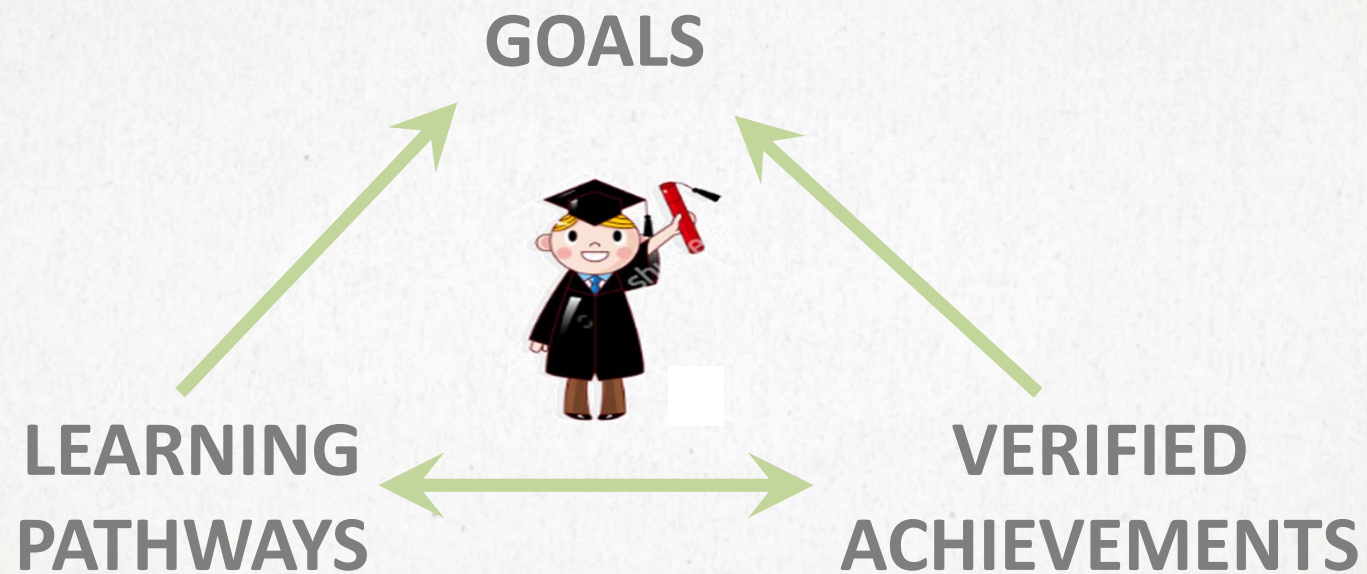 GOALS
LEARNING
PATHWAYS
VERIFIED
ACHIEVEMENTS